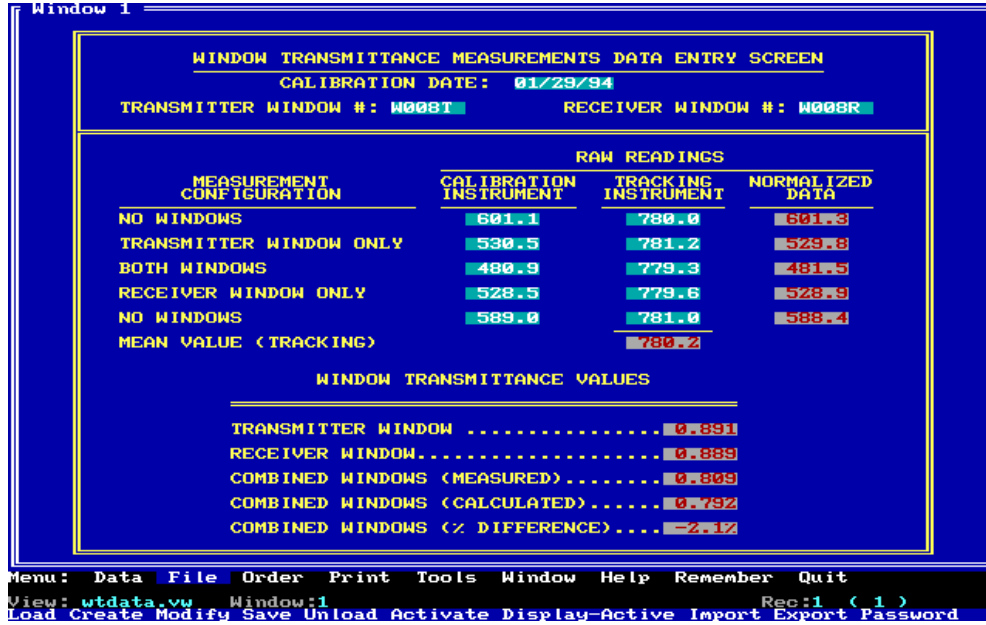 Window 1
WINDOW TRANSMITTANCE MEASUREMENTS DATA ENTRY SCREEN
CALIBRATION DATE: 01/29/94
TRANSMITTER WINDOW #: W008T RECEIVER WINDOW #: W008R
RAW READINGS
MEASUREMENT CALIBRATION TRACKING NORMALIZED
CONFIGURATION INSTRUMENT INSTRUMENT DATA
NO WINDOWS 601.1 780.0 601.3
TRANSMITTER WINDOW ONLY 530.5 781.2 529.8
BOTH WINDOWS 480.9 779.3 481.5
RECEIVER WINDOW ONLY 528.5 779.6 528.9
NO WINDOWS 589.0 781.0 588.4
MEAN VALUE (TRACKING) 780.2
WINDOW TRANSMITTANCE VALUES
TRANSMITTER WINDOW ................ 0.891
RECEIVER WINDOW.................... 0.889
COMBINED WINDOWS (MEASURED)........ 0.809
COMBINED WINDOWS (CALCULATED)...... 0.792
COMBINED WINDOWS (% DIFFERENCE).... -2.1%
Menu: Data File Order Print Tools Window Help Remember Quit
View: wtdata.vw Window:1 Rec:1 ( 1 )
Load Create Modify Save Unload Activate Display-Active Import Export Password